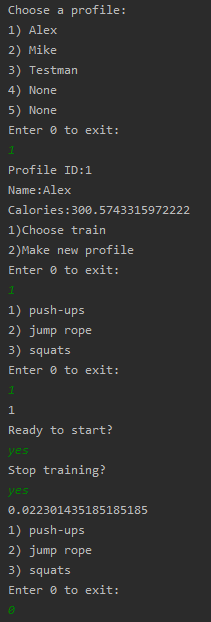 Choose a profile:
1) Alex
2) Mike
3) Testman
4) None
5) None
Enter 0 to exit:
1
Profile ID:1
Name:Alex
Calories:300.5743315972222
1)Choose train
2)Make new profile
Enter 0 to exit:
1
1) push-ups
2) jump rope
3) squats
Enter 0 to exit:
1
1
Ready to start?
yes
Stop training?
yes
0.022301435185185185
1) push-ups
2) jump rope
3) squats
Enter 0 to exit:
0